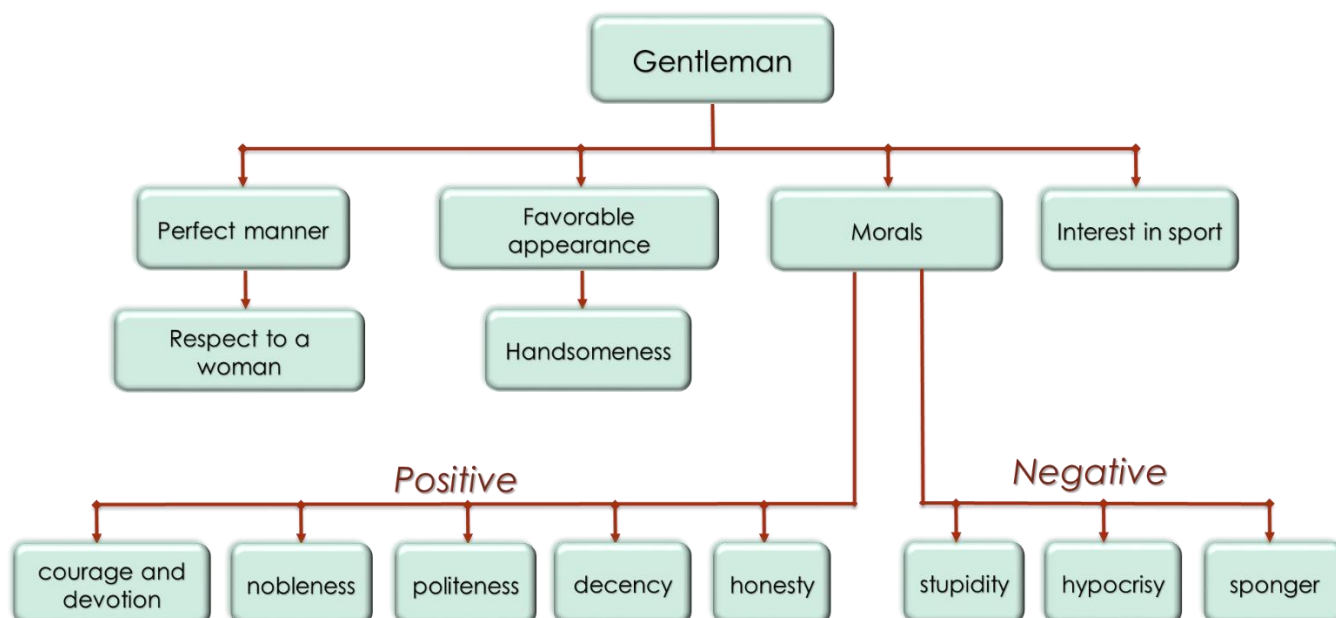 Gentleman
Perfect manner
Favorable
appearance
Morals
Interest in sport
Respect to a
woman
Handsomeness
Positive
Negative
courage and
devotion
nobleness
politeness
decency
honesty
stupidity
hypocrisy
sponger